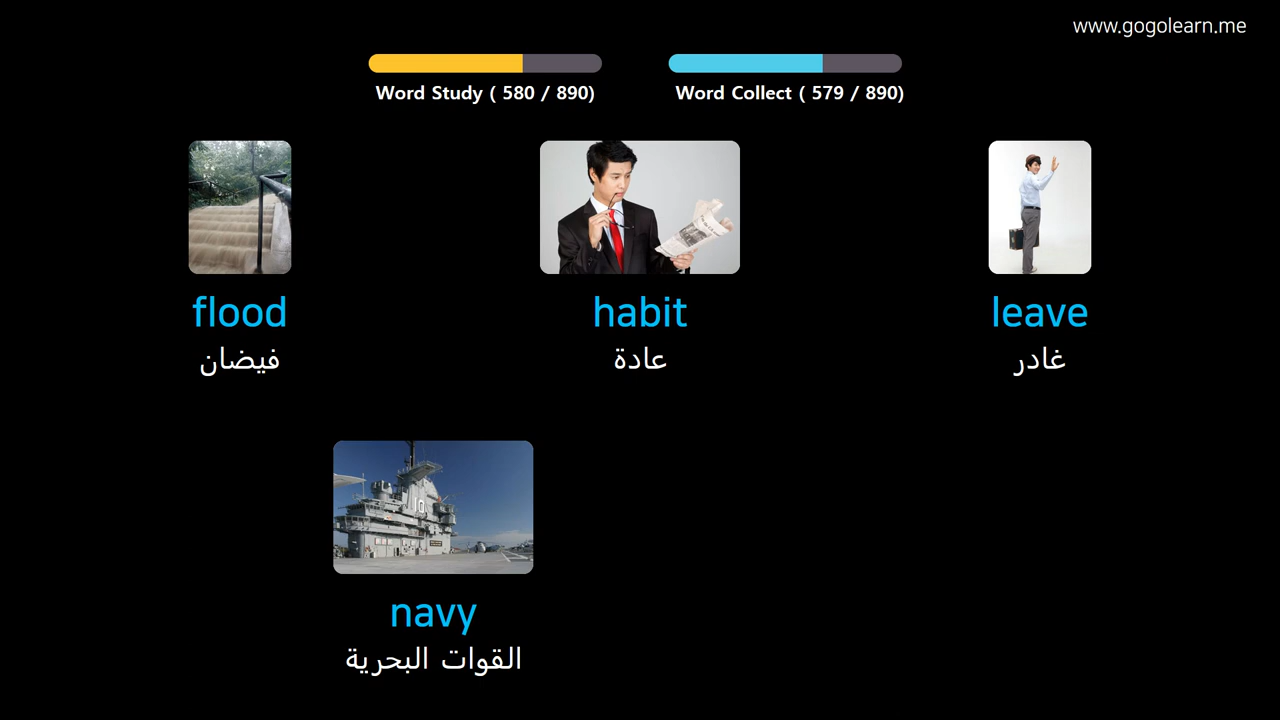 www.gogolearn.me
Word Study ( 580 / 890)
Word Collect ( 579 / 890)
flood
فيضان
habit
عادة
leave
غادر
10
navy
القوات البحرية